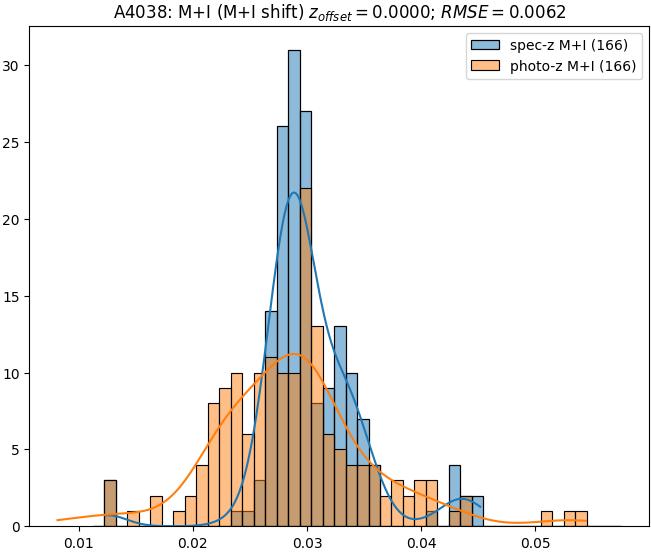 A4038: M+I (M+I shift) z_offset = 0.0000; RMSE = 0.0062
spec-z M+I (166)
photo-z M+I (166)
30
25
20
15
10
5
0
0.01 0.02 0.03 0.04 0.05